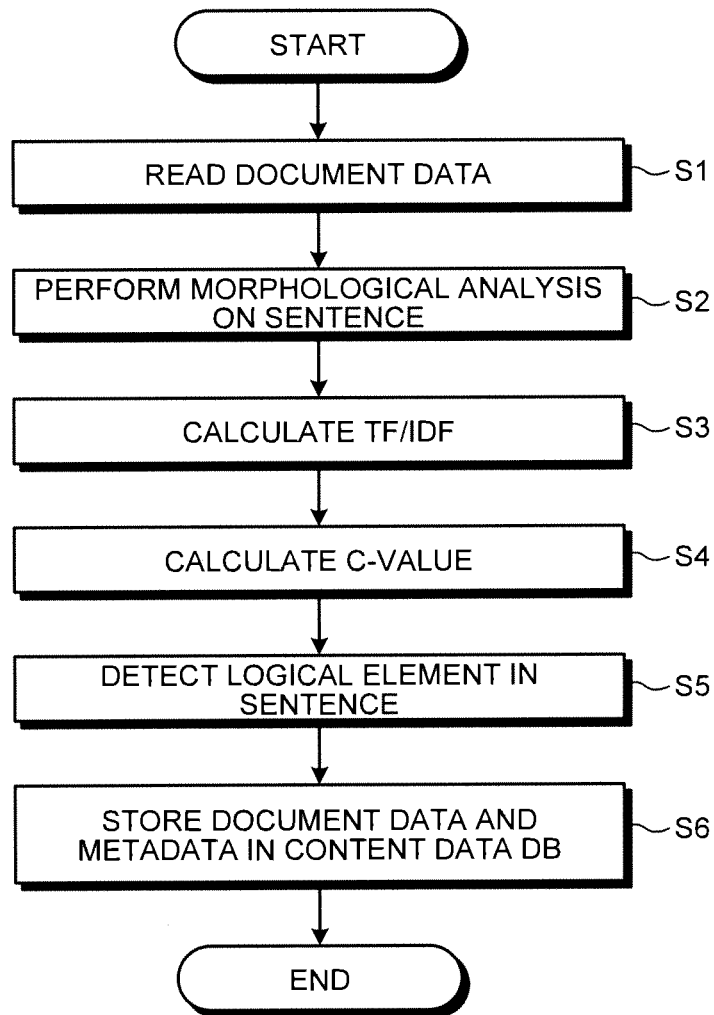 START
READ DOCUMENT DATA
S1
PERFORM MORPHOLOGICAL ANALYSIS
ON SENTENCE
S2
CALCULATE TF/IDF
S3
CALCULATE C-VALUE
S4
DETECT LOGICAL ELEMENT IN
SENTENCE
S5
STORE DOCUMENT DATA AND
METADATA IN CONTENT DATA DB
S6
END